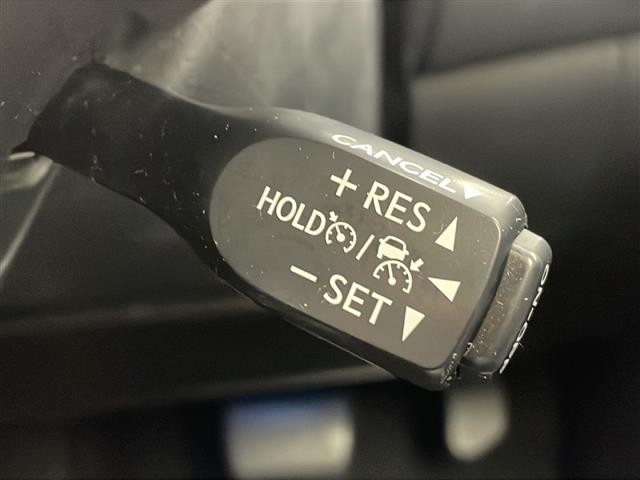 CANCEL▼
+ RES ▲
HOLD / ◀
− SET ▼